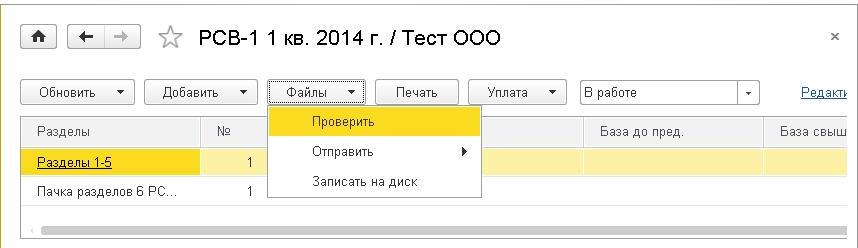 РСВ-1 1 кв. 2014 г. / Тест ООО
Обновить Добавить Файлы Печать Уплата В работе Редакти
Разделы № База до пред. База свыш
Проверить
Разделы 1-5 1
Отправить
Пачка разделов 6 РС... 1
Записать на диск